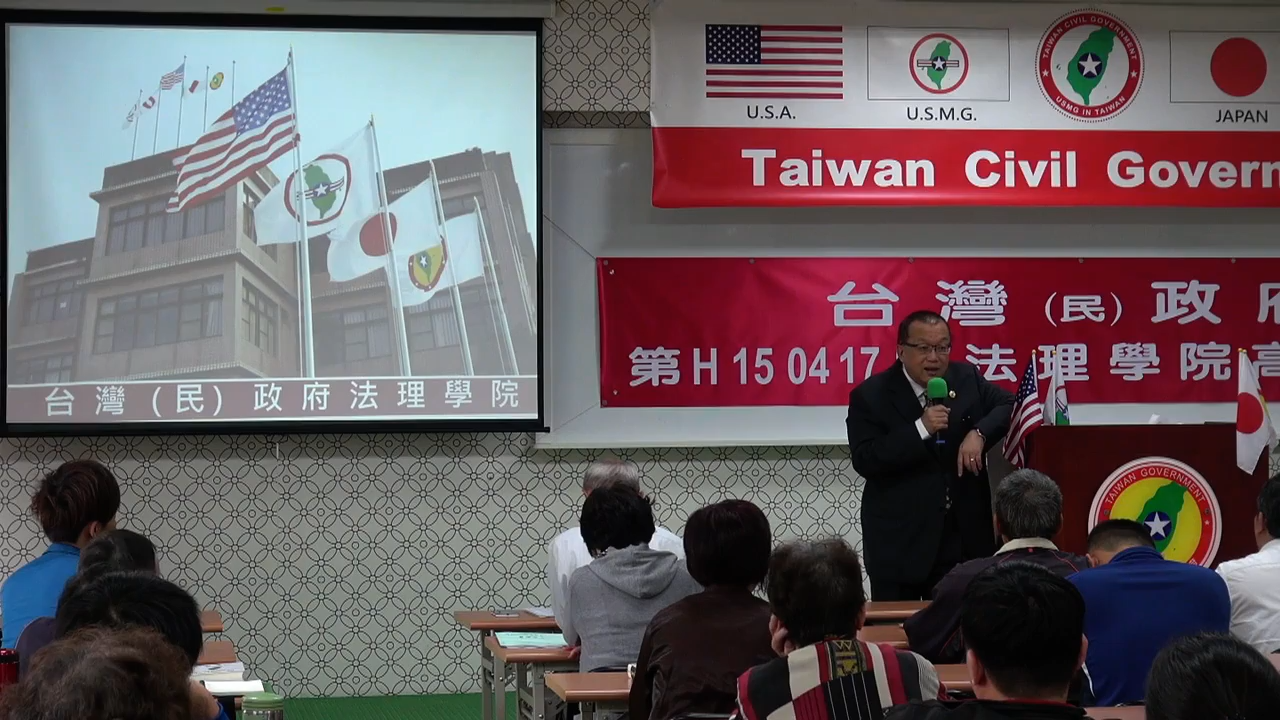 TAIWAN CIVIL GOVERNMENT
USMG IN TAIWAN
U.S.A.
U.S.M.G.
JAPAN
Taiwan Civil Govern
台灣(民)政府
第H 15 04 17
法理學院高
台灣(民)政府法理學院
TAIWAN GOVERNMENT